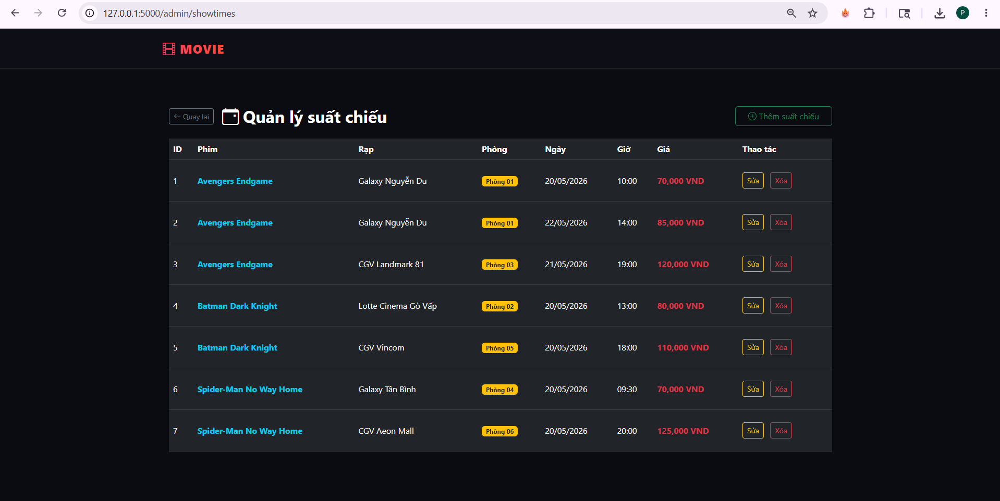 127.0.0.1:5000/admin/showtimes
P
MOVIE
← Quay lại Quản lý suất chiếu Thêm suất chiếu
ID Phim Rạp Phòng Ngày Giờ Giá Thao tác
1 Avengers Endgame Galaxy Nguyễn Du Phòng 01 20/05/2026 10:00 70,000 VND Sửa Xóa
2 Avengers Endgame Galaxy Nguyễn Du Phòng 01 22/05/2026 14:00 85,000 VND Sửa Xóa
3 Avengers Endgame CGV Landmark 81 Phòng 03 21/05/2026 19:00 120,000 VND Sửa Xóa
4 Batman Dark Knight Lotte Cinema Gò Vấp Phòng 02 20/05/2026 13:00 80,000 VND Sửa Xóa
5 Batman Dark Knight CGV Vincom Phòng 05 20/05/2026 18:00 110,000 VND Sửa Xóa
6 Spider-Man No Way Home Galaxy Tân Bình Phòng 04 20/05/2026 09:30 70,000 VND Sửa Xóa
7 Spider-Man No Way Home CGV Aeon Mall Phòng 06 20/05/2026 20:00 125,000 VND Sửa Xóa